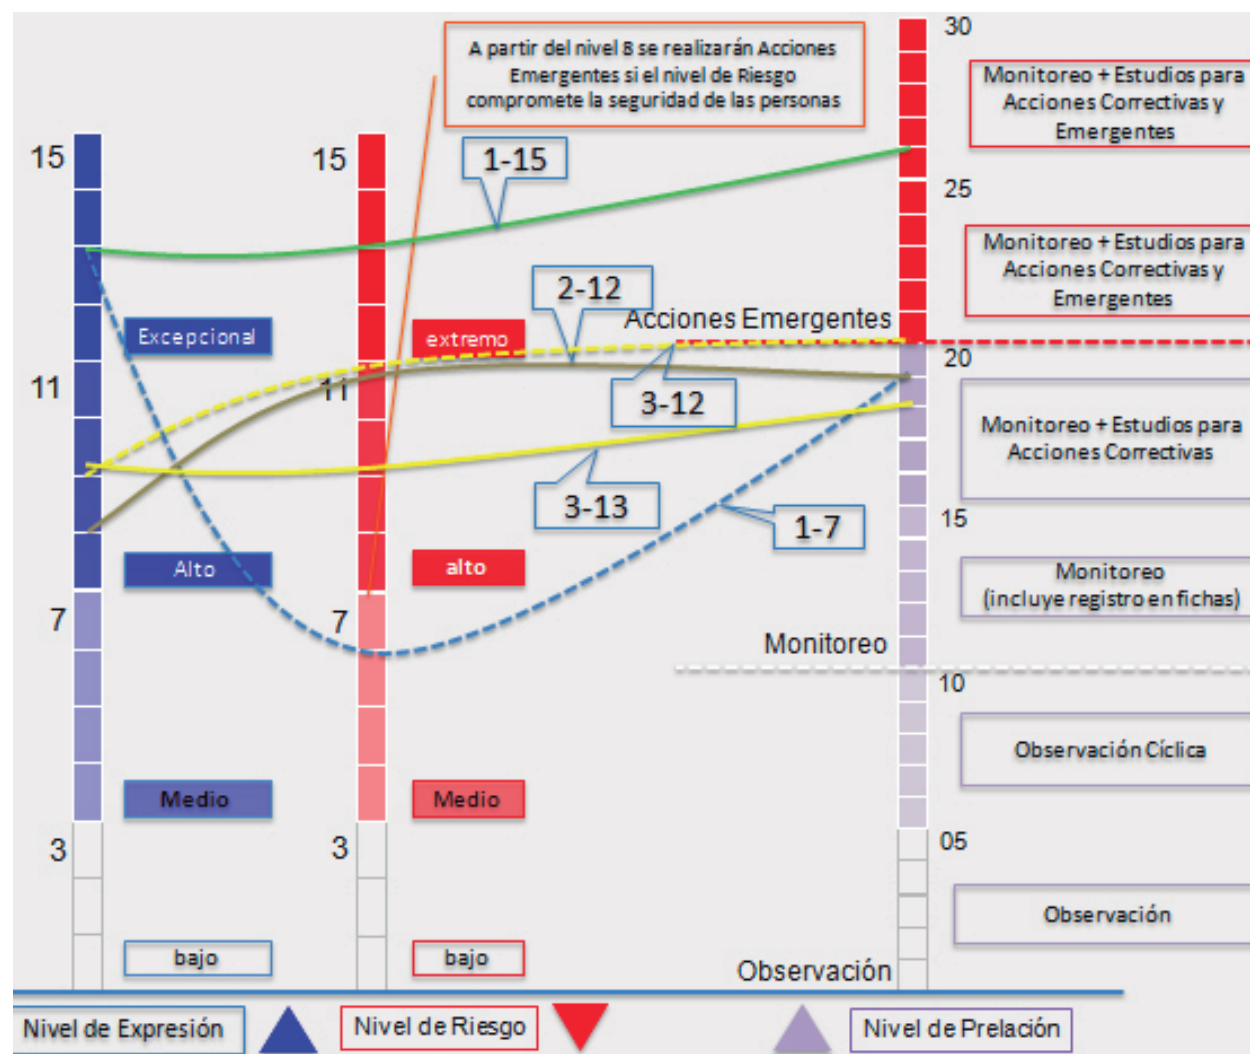 A partir del nivel 8 se realizarán Acciones
Emergentes si el nivel de Riesgo
compromete la seguridad de las personas
30
Monitoreo + Estudios para
Acciones Correctivas y
Emergentes
15
15
1-15
25
Monitoreo + Estudios para
Acciones Correctivas y
Emergentes
2-12
Acciones Emergentes
Excepcional
extremo
20
11
11
3-12
Monitoreo + Estudios para
Acciones Correctivas
3-13
1-7
15
Alto
alto
Monitoreo
(incluye registro en fichas)
7
7
Monitoreo
10
Observación Cíclica
Medio
Medio
3
3
05
Observación
bajo
bajo
Observación
Nivel de Expresión
Nivel de Riesgo
Nivel de Prelación